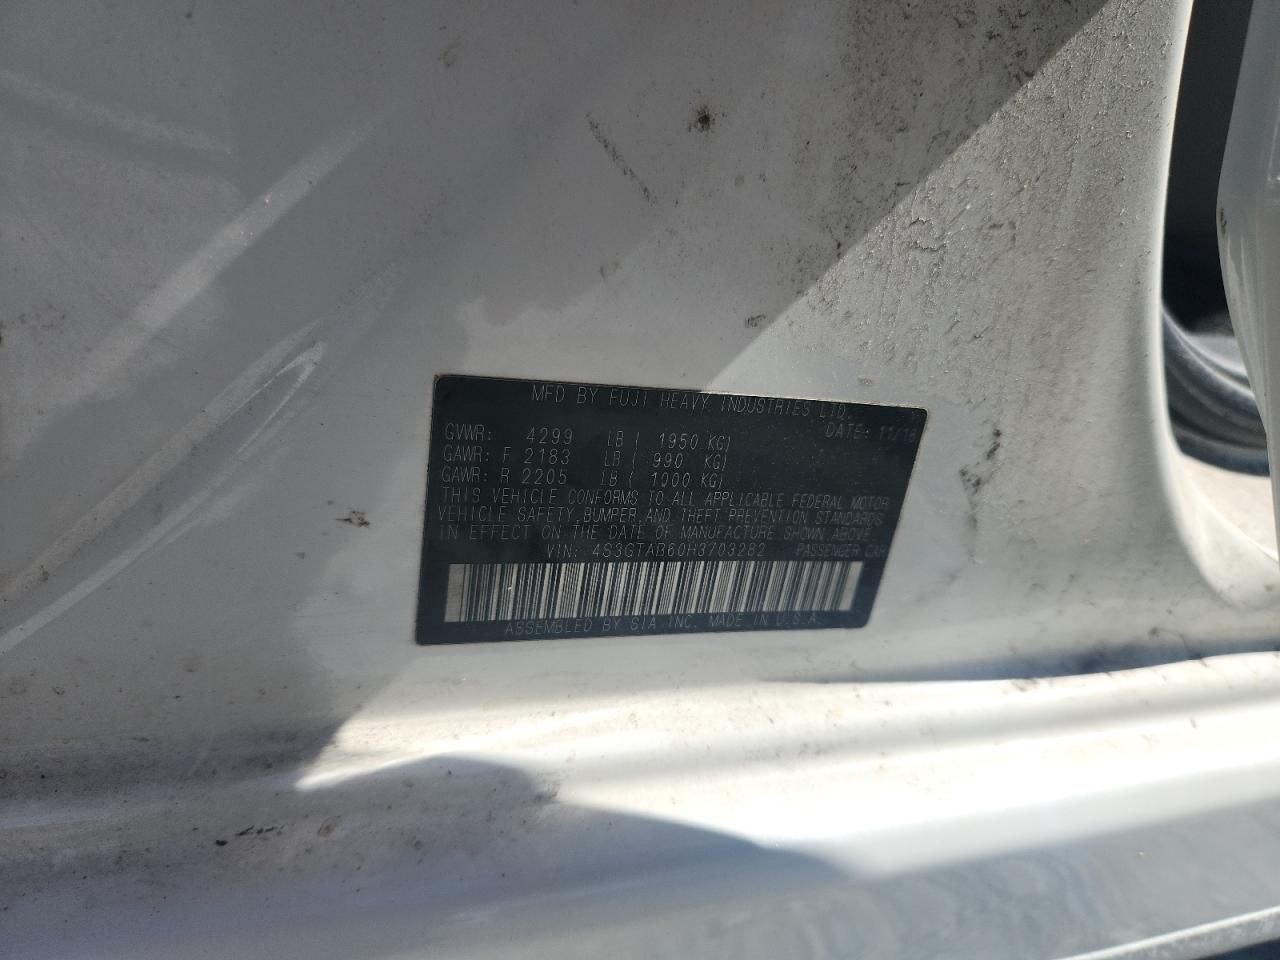 MFD BY FUJI HEAVY INDUSTRIES LTD.
DATE: 11/16
GVWR: 4299 LB ( 1950 KG)
GAWR: F 2183 LB ( 990 KG)
GAWR: R 2205 LB ( 1000 KG)
THIS VEHICLE CONFORMS TO ALL APPLICABLE FEDERAL MOTOR
VEHICLE SAFETY, BUMPER, AND THEFT PREVENTION STANDARDS
IN EFFECT ON THE DATE OF MANUFACTURE SHOWN ABOVE.
VIN: 4S3GTAB60H3703282 PASSENGER CAR
ASSEMBLED BY SIA INC. MADE IN U.S.A.